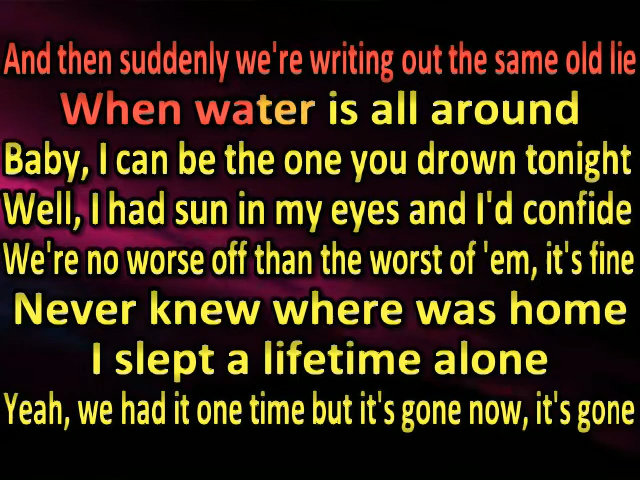 And then suddenly we're writing out the same old lie
When water is all around
Baby, I can be the one you drown tonight
Well, I had sun in my eyes and I'd confide
We're no worse off than the worst of 'em, it's fine
Never knew where was home
I slept a lifetime alone
Yeah, we had it one time but it's gone now, it's gone